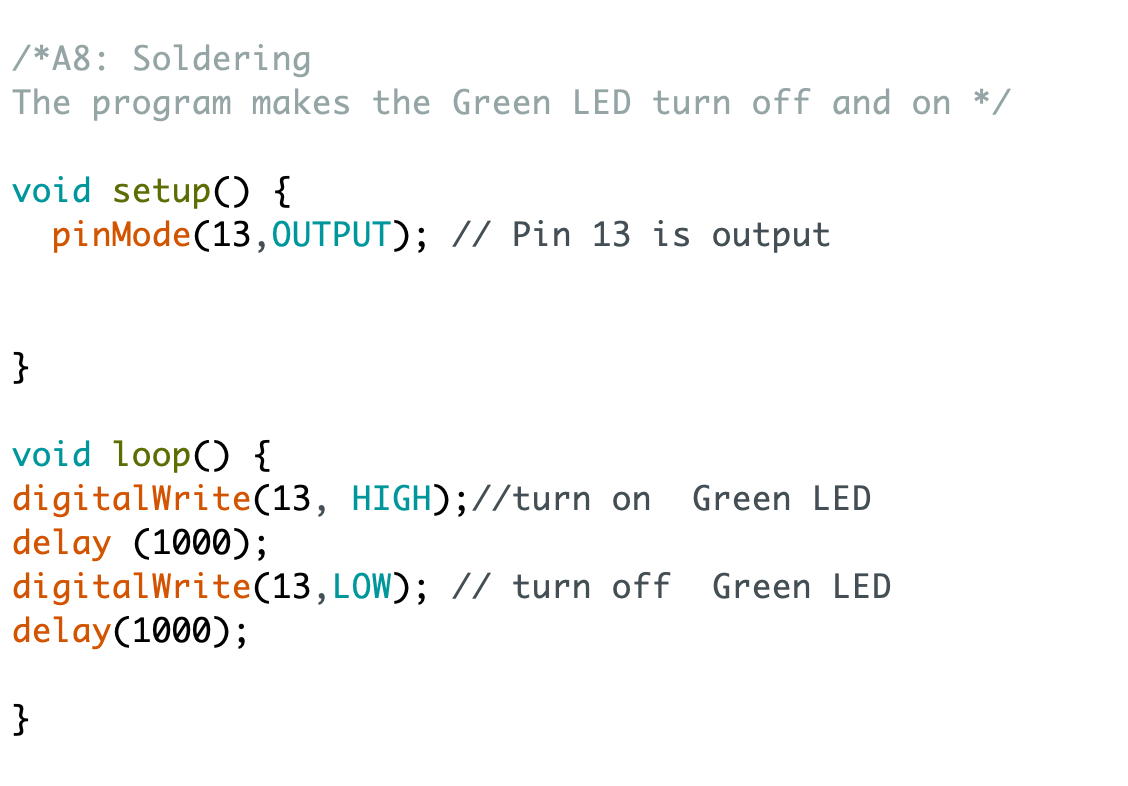 /*A8: Soldering
The program makes the Green LED turn off and on */
void setup() {
  pinMode(13,OUTPUT); // Pin 13 is output
}
void loop() {
digitalWrite(13, HIGH);//turn on  Green LED
delay (1000);
digitalWrite(13,LOW); // turn off  Green LED
delay(1000);
}